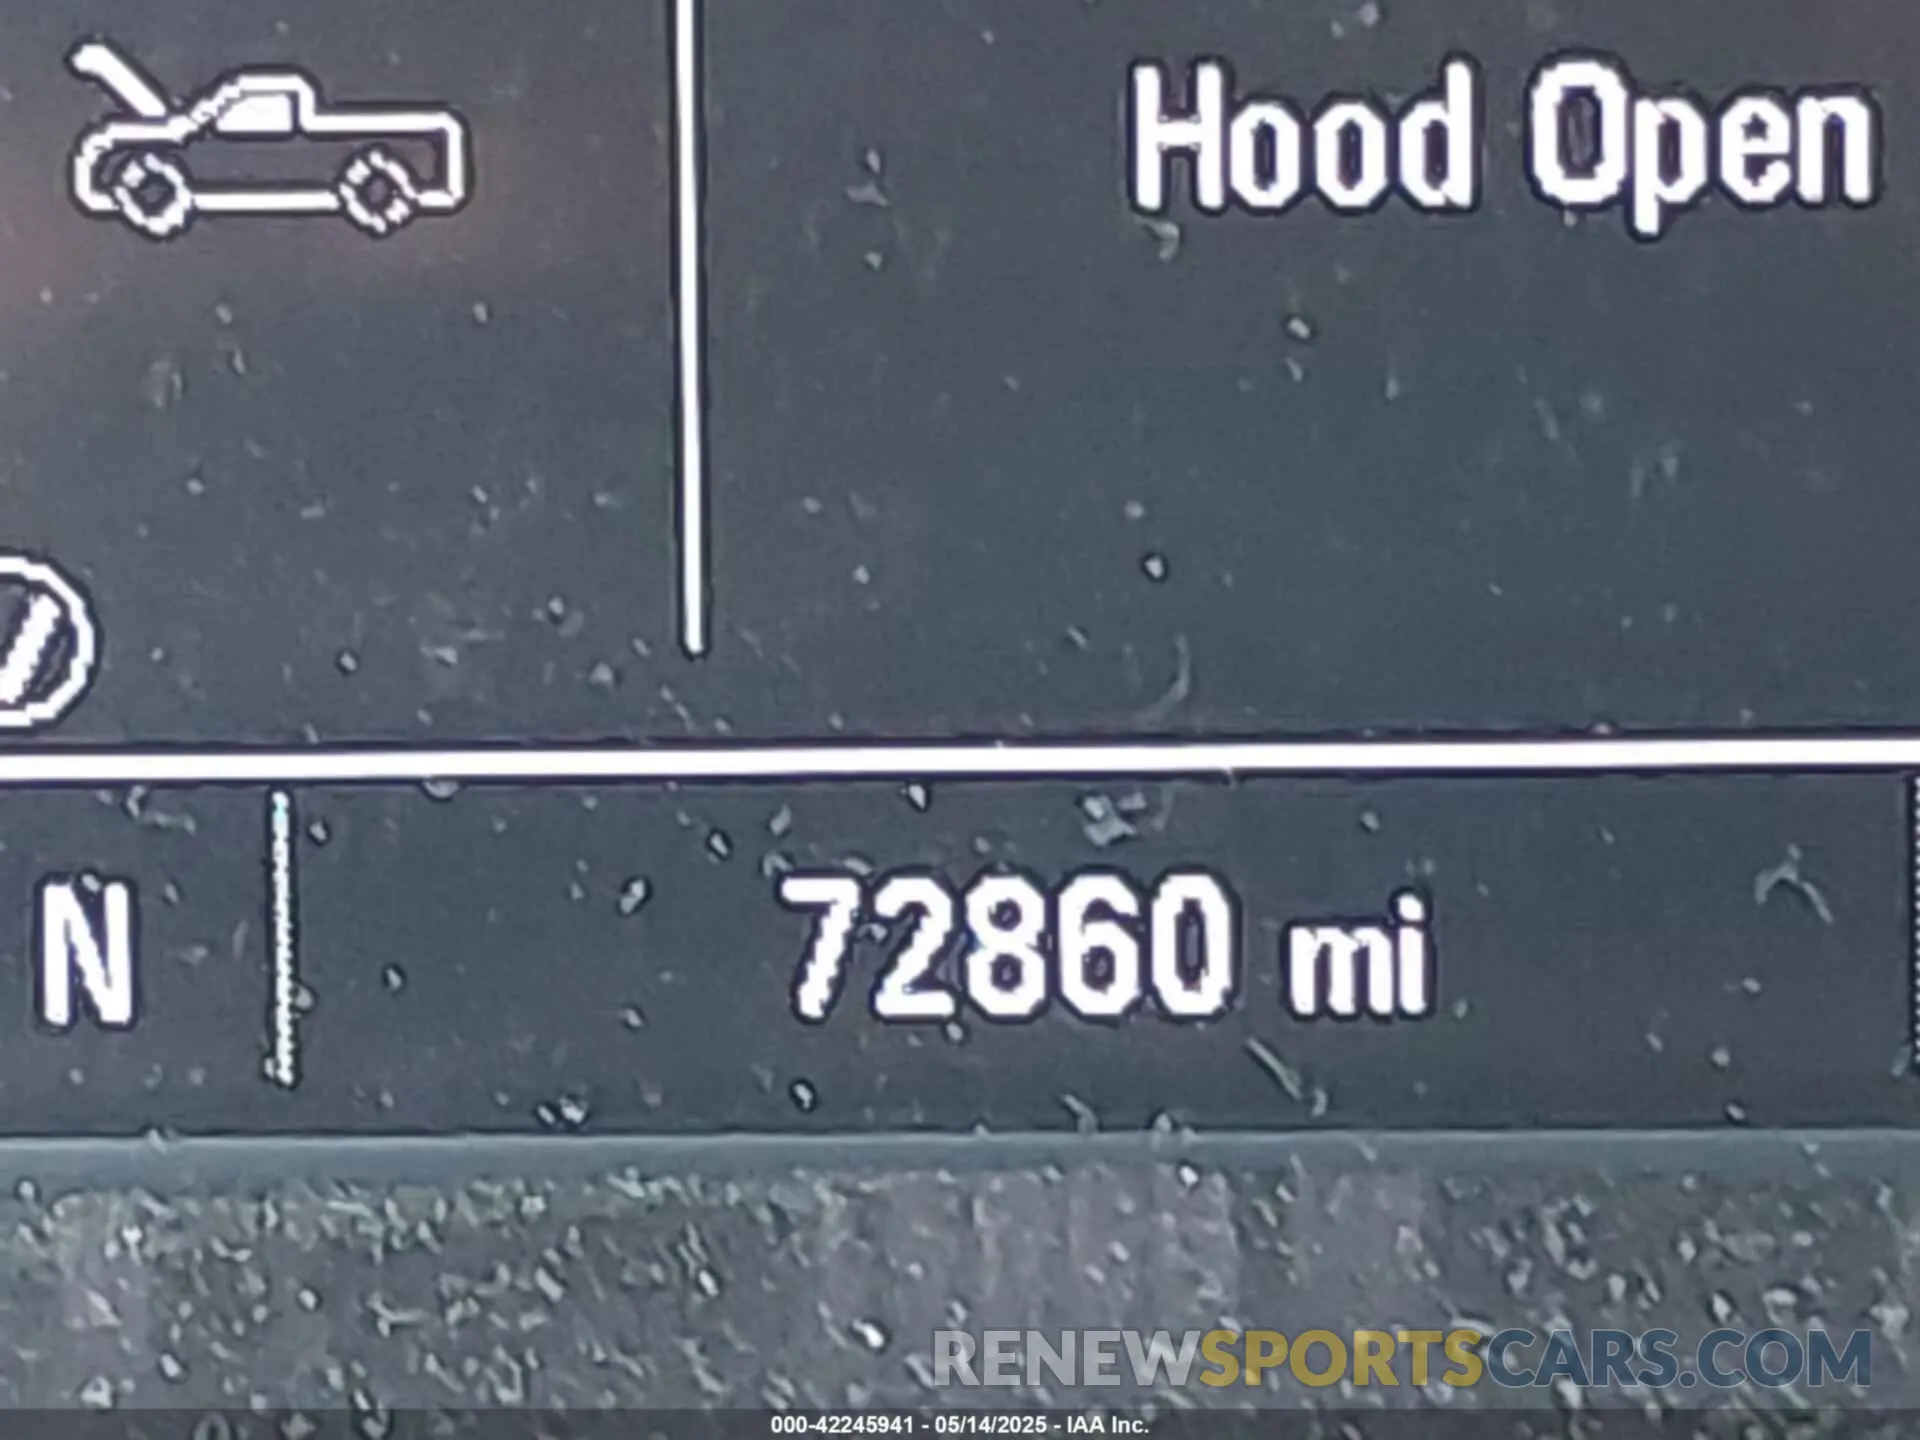 Hood Open
N 72860 mi
RENEWSPORTSCARS.COM
000-42245941 - 05/14/2025 - IAA Inc.